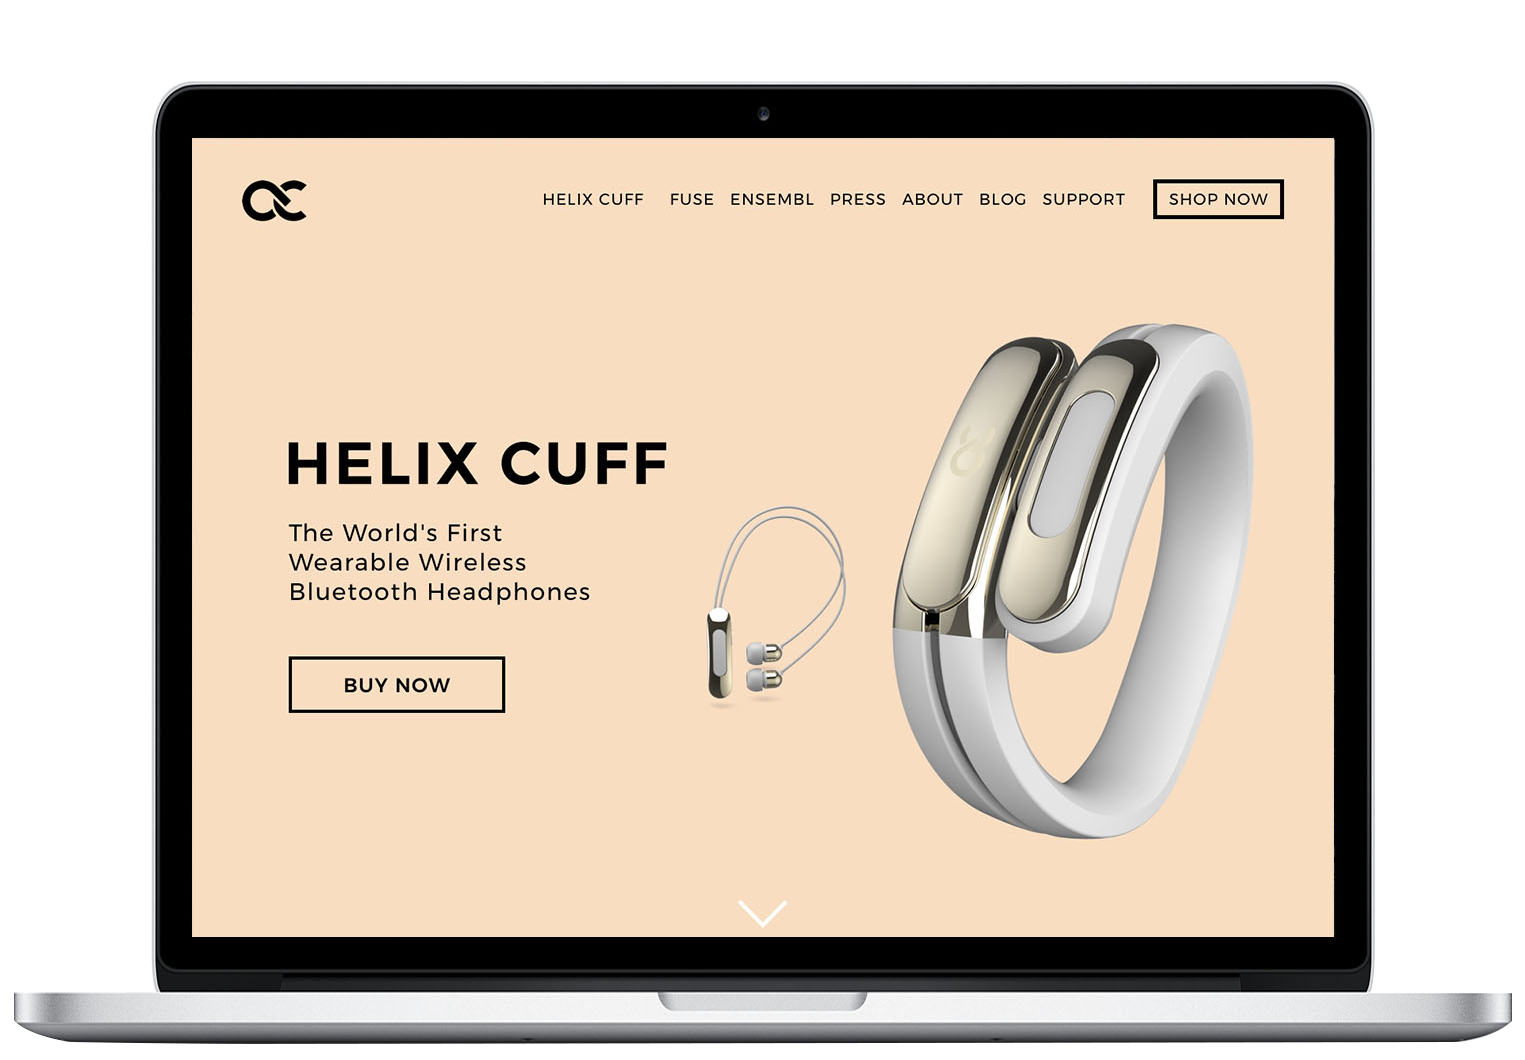 HELIX CUFF FUSE ENSEMBL PRESS ABOUT BLOG SUPPORT SHOP NOW
HELIX CUFF
The World's First
Wearable Wireless
Bluetooth Headphones
BUY NOW